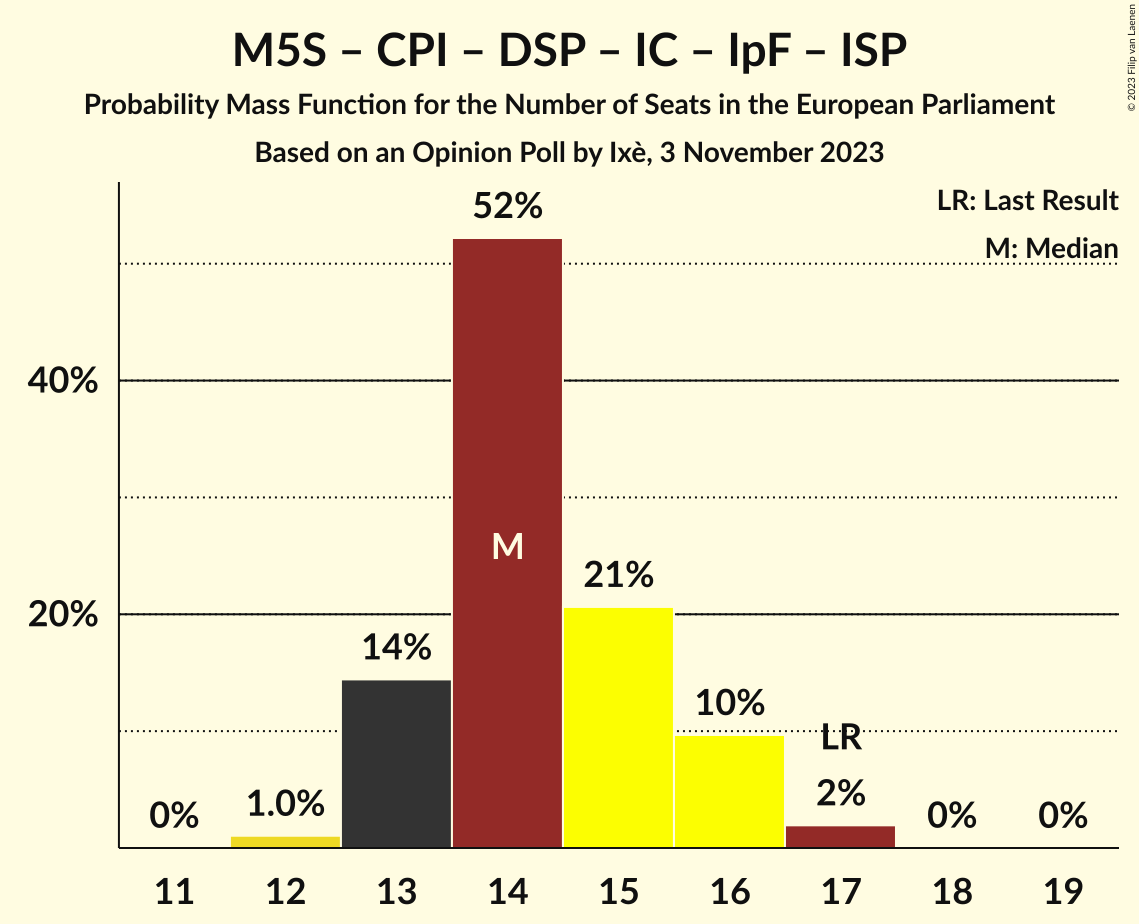 M5S – CPI – DSP – IC – IpF – ISP
Probability Mass Function for the Number of Seats in the European Parliament
Based on an Opinion Poll by Ixè, 3 November 2023
© 2023 Filip van Laenen
LR: Last Result
M: Median
52%
40%
M
21%
20%
14%
10%
LR
2%
1.0%
0%
0%
0%
11 12 13 14 15 16 17 18 19